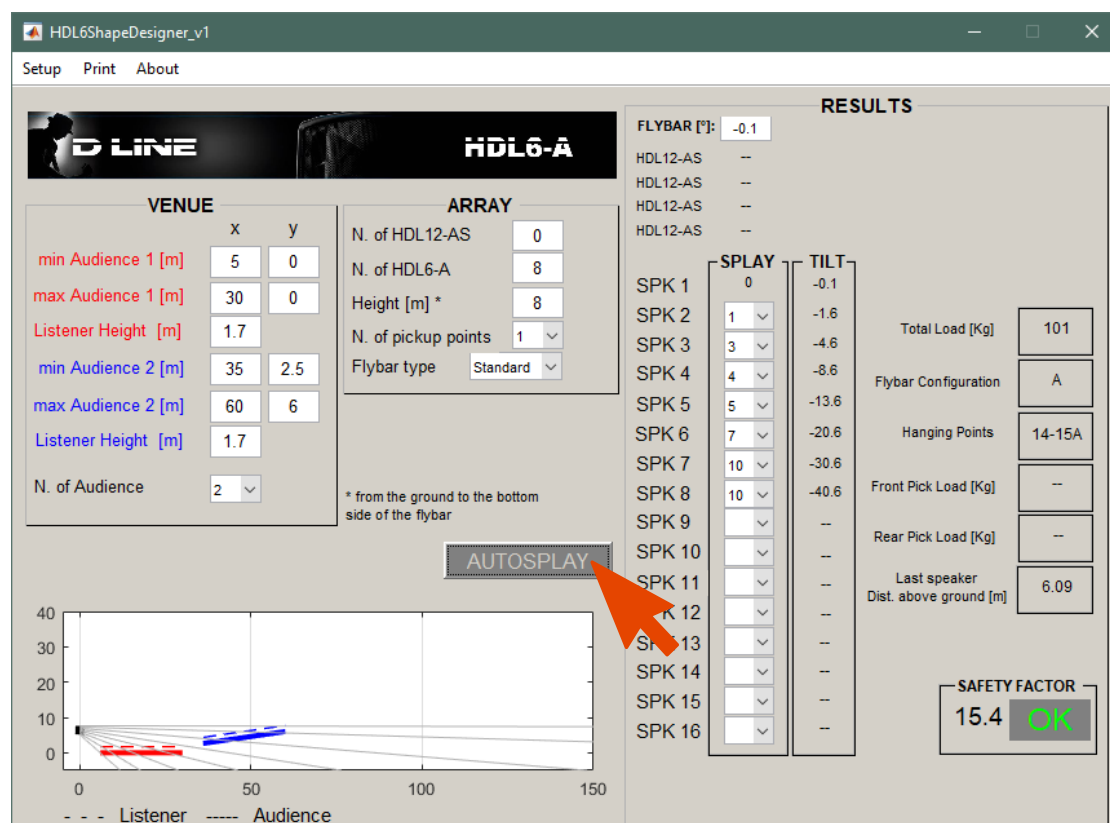 HDL6ShapeDesigner_v1
Setup Print About
D LINE HDL6-A
VENUE
x y
min Audience 1 [m] 5 0
max Audience 1 [m] 30 0
Listener Height [m] 1.7
min Audience 2 [m] 35 2.5
max Audience 2 [m] 60 6
Listener Height [m] 1.7
N. of Audience 2
ARRAY
N. of HDL12-AS 0
N. of HDL6-A 8
Height [m] * 8
N. of pickup points 1
Flybar type Standard
* from the ground to the bottom
side of the flybar
AUTOSPLAY
40
30
20
10
0
0 50 100 150
- - - Listener ----- Audience
RESULTS
FLYBAR [°]: -0.1
HDL12-AS --
HDL12-AS --
HDL12-AS --
HDL12-AS --
SPLAY TILT
SPK 1 0 -0.1
SPK 2 1 -1.6
SPK 3 3 -4.6
SPK 4 4 -8.6
SPK 5 5 -13.6
SPK 6 7 -20.6
SPK 7 10 -30.6
SPK 8 10 -40.6
SPK 9 --
SPK 10 --
SPK 11 --
SPK 12 --
SPK 13 --
SPK 14 --
SPK 15 --
SPK 16 --
Total Load [Kg] 101
Flybar Configuration A
Hanging Points 14-15A
Front Pick Load [Kg] --
Rear Pick Load [Kg] --
Last speaker
Dist. above ground [m] 6.09
SAFETY FACTOR
15.4 OK